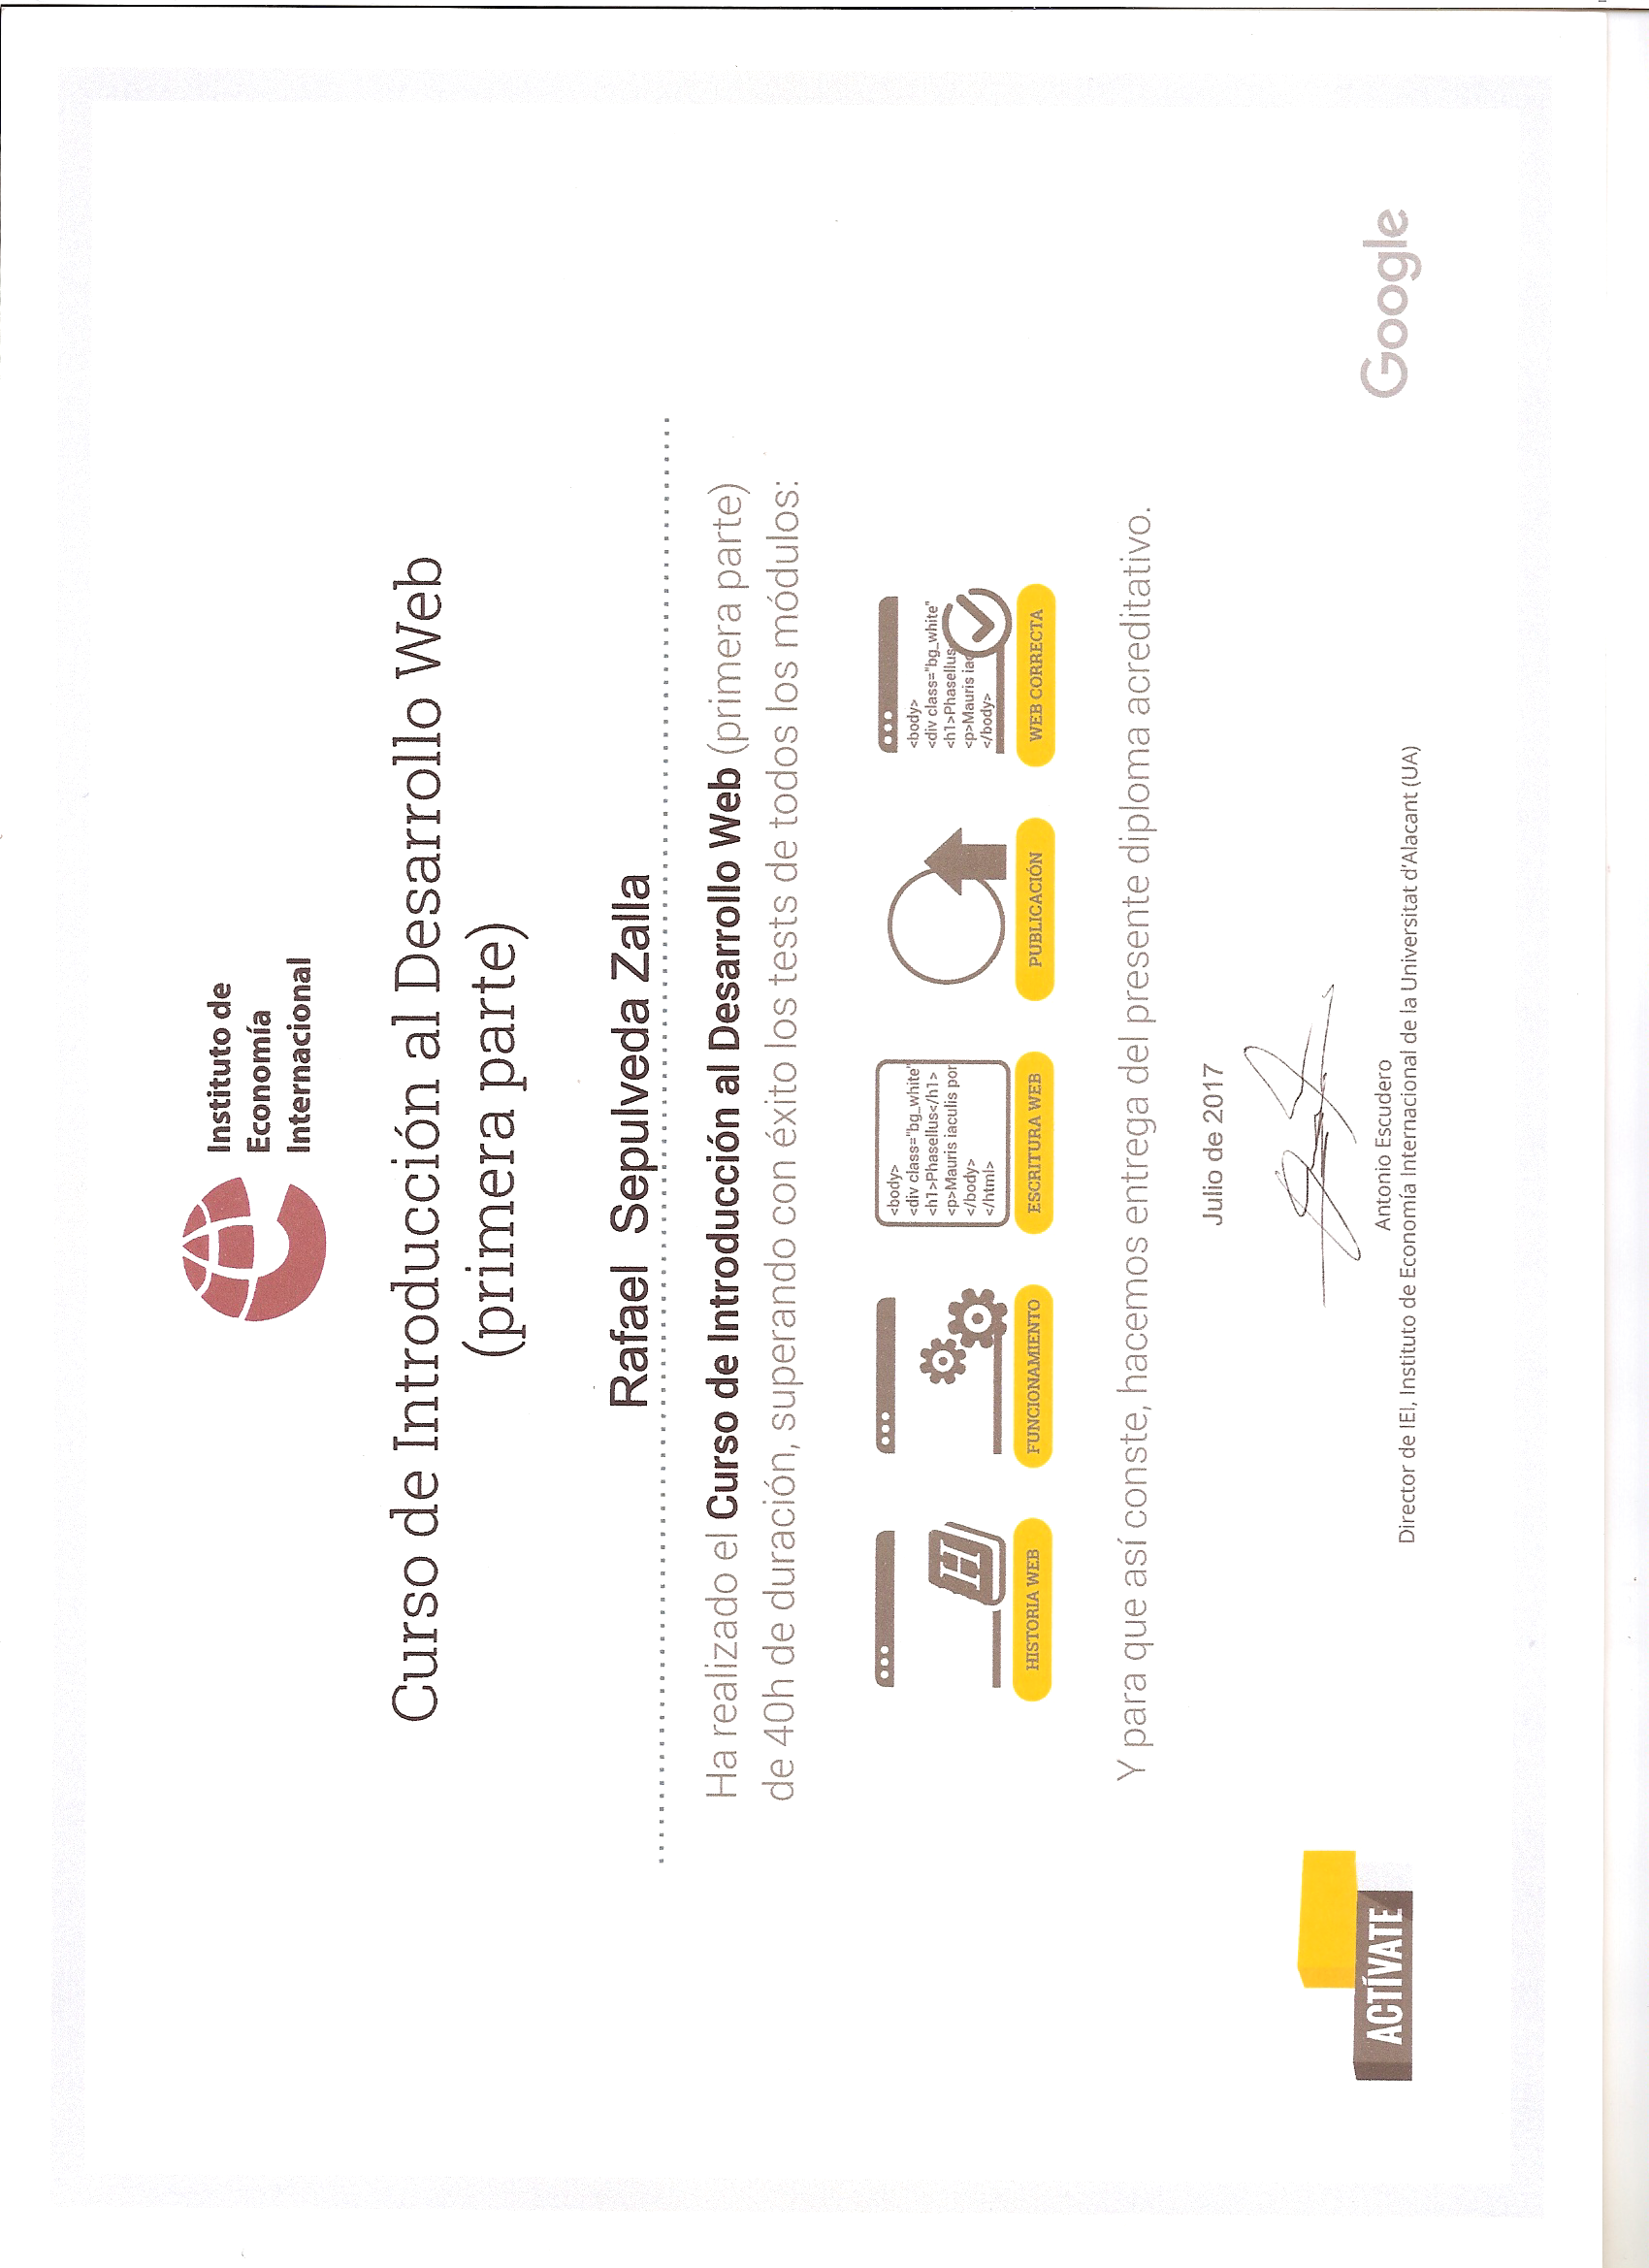 Instituto de
Economía
Internacional
Curso de Introducción al Desarrollo Web
(primera parte)
Rafael Sepulveda Zalla
Ha realizado el Curso de Introducción al Desarrollo Web (primera parte)
de 40h de duración, superando con éxito los tests de todos los módulos:
H
HISTORIA WEB
FUNCIONAMIENTO
<body>
<div class="bg_white"
<h1>Phasellus</h1>
<p>Mauris iaculis por
</body>
</html>
ESCRITURA WEB
PUBLICACIÓN
<body>
<div class="bg_white"
<h1>Phasellus
<p>Mauris iac
</body>
WEB CORRECTA
Y para que así conste, hacemos entrega del presente diploma acreditativo.
Julio de 2017
Antonio Escudero
Director de IEI, Instituto de Economía Internacional de la Universitat d'Alacant (UA)
ACTÍVATE
Google